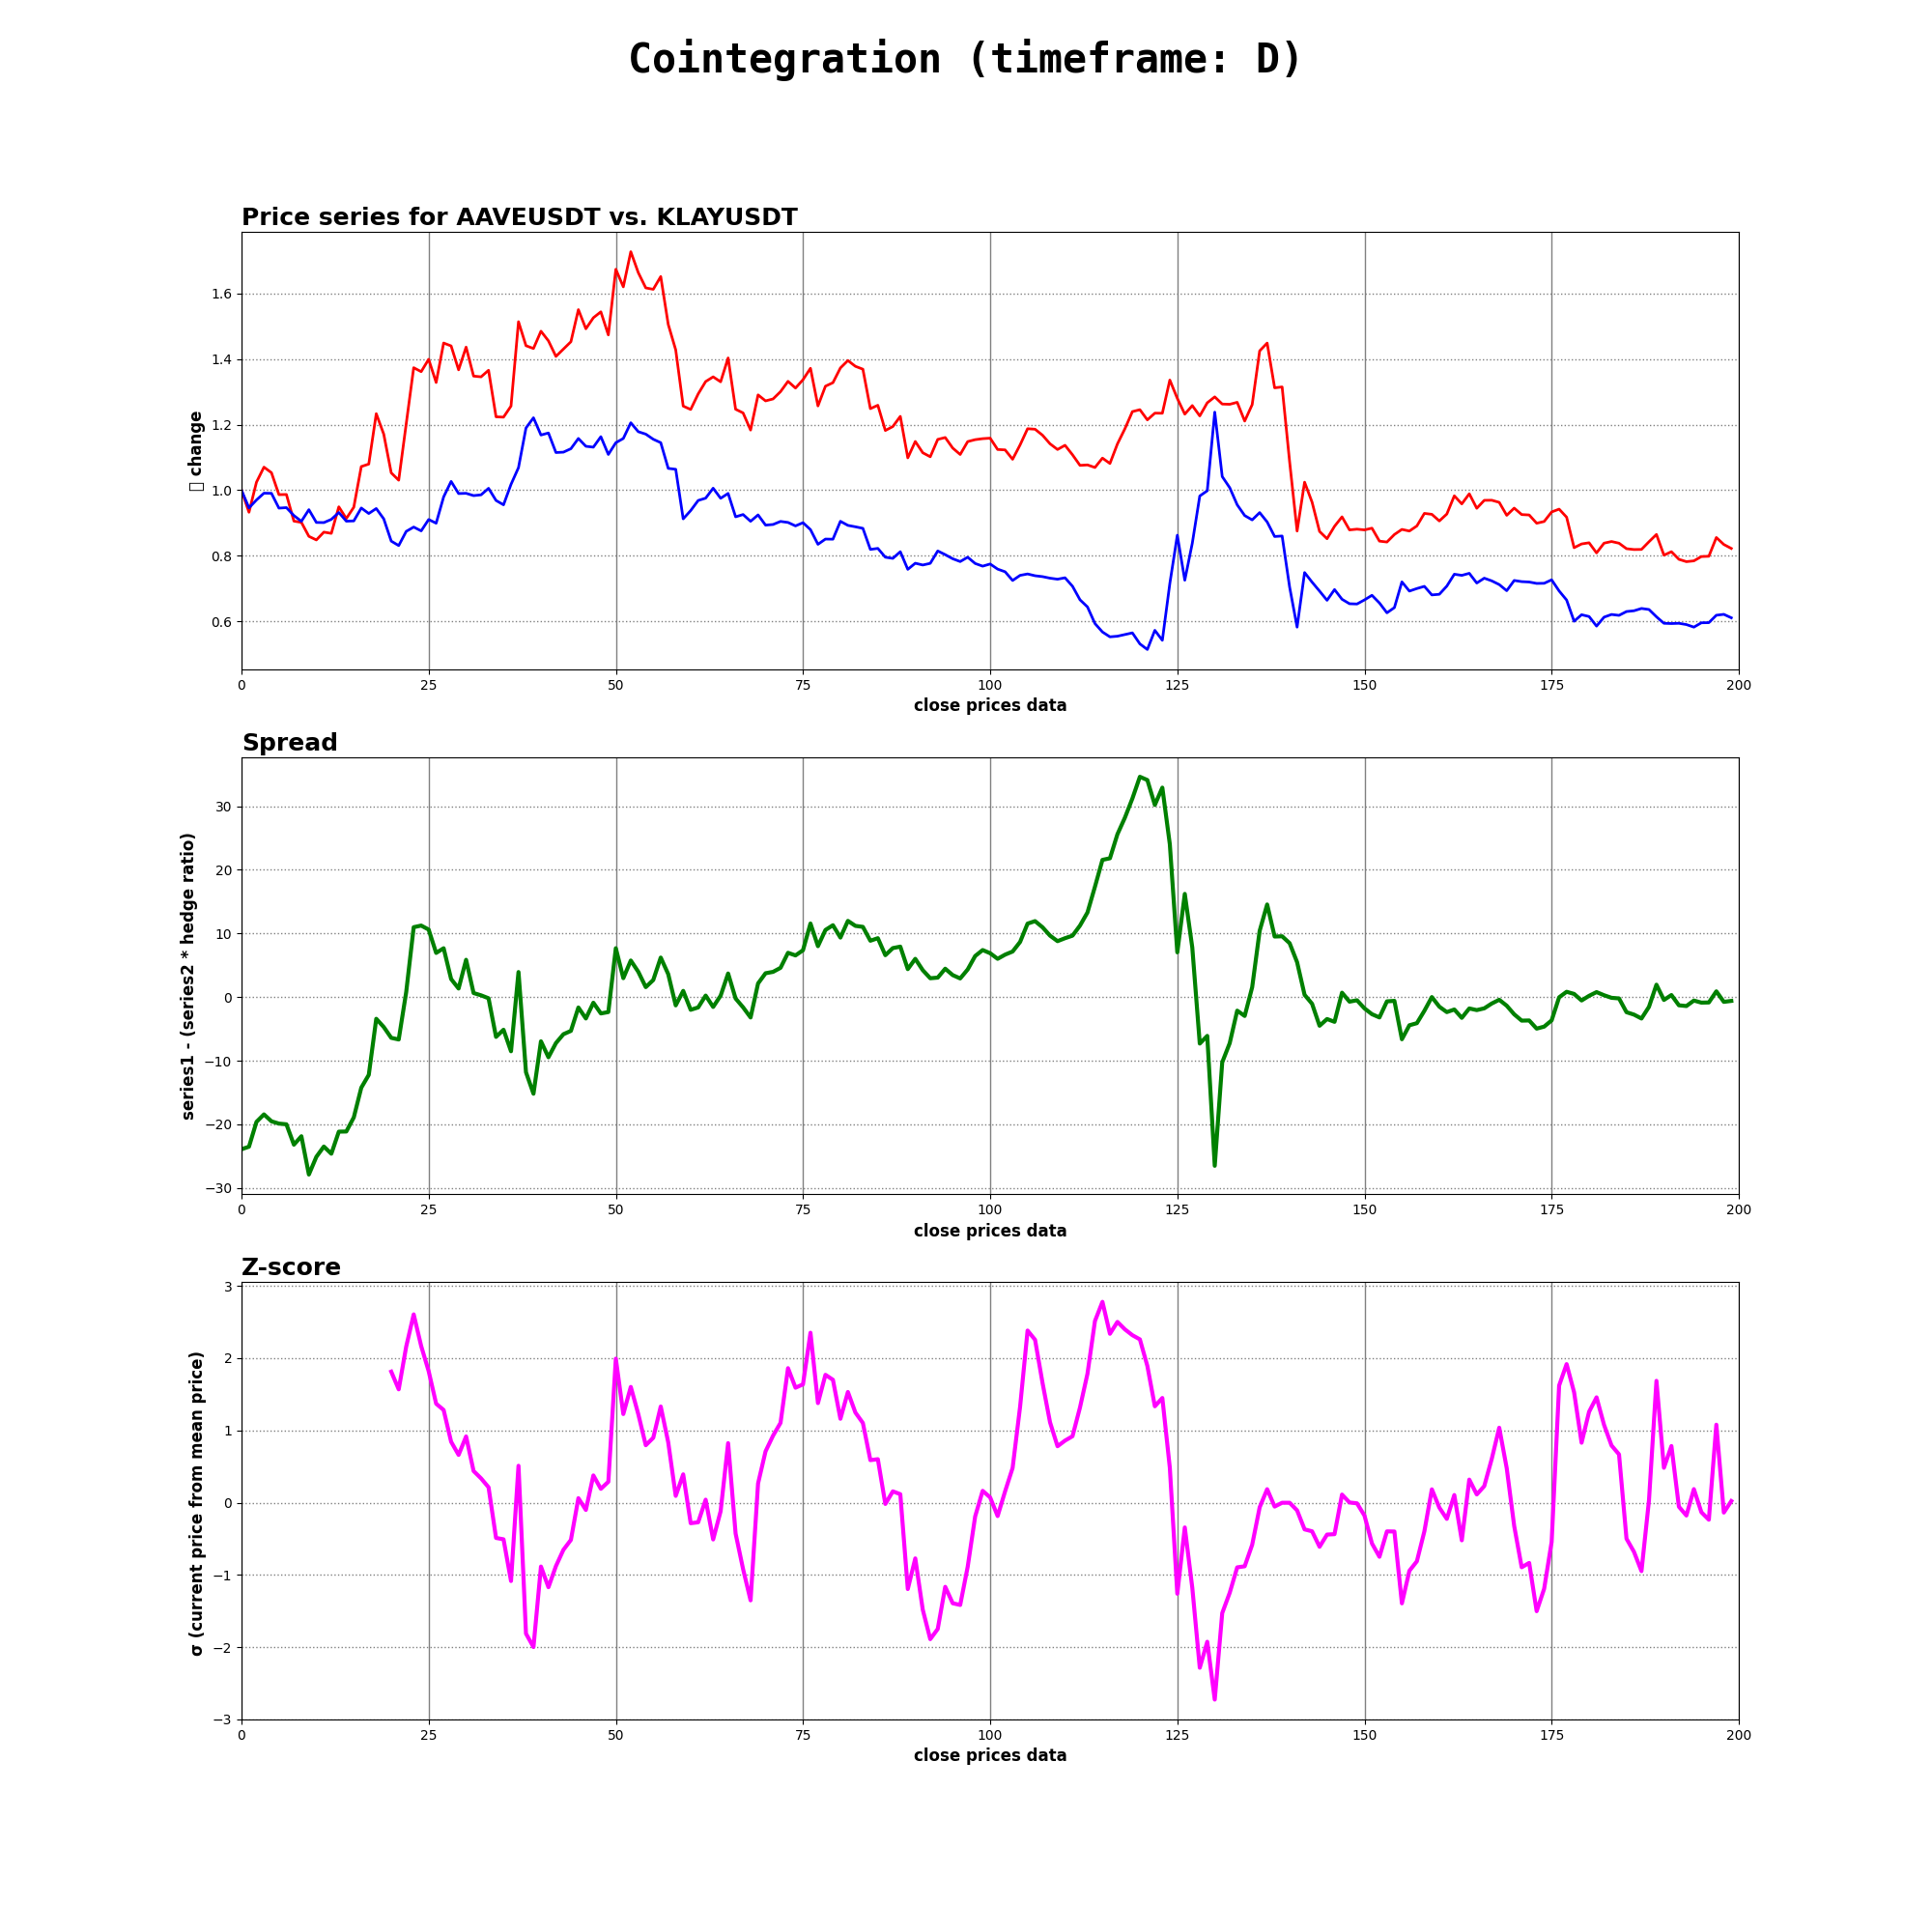 Cointegration (timeframe: D)
Price series for AAVEUSDT vs. KLAYUSDT
change
1.6
1.4
1.2
1.0
0.8
0.6
0 25 50 75 100 125 150 175 200
close prices data
Spread
series1 - (series2 * hedge ratio)
30
20
10
0
−10
−20
−30
0 25 50 75 100 125 150 175 200
close prices data
Z-score
σ (current price from mean price)
3
2
1
0
−1
−2
−3
0 25 50 75 100 125 150 175 200
close prices data